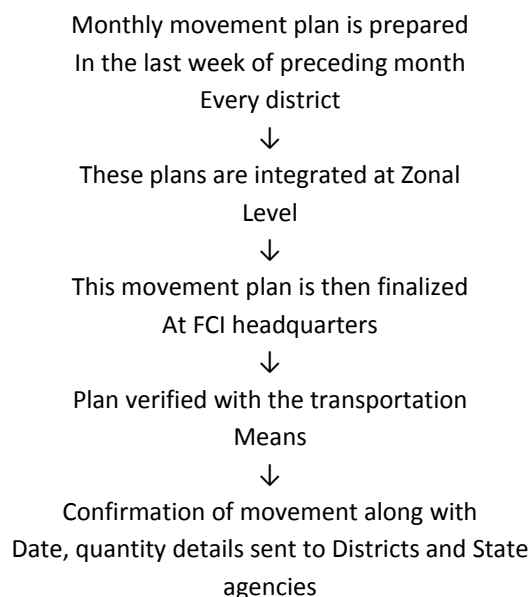 Monthly movement plan is prepared
In the last week of preceding month
Every district
↓
These plans are integrated at Zonal
Level
↓
This movement plan is then finalized
At FCI headquarters
↓
Plan verified with the transportation
Means
↓
Confirmation of movement along with
Date, quantity details sent to Districts and State
agencies